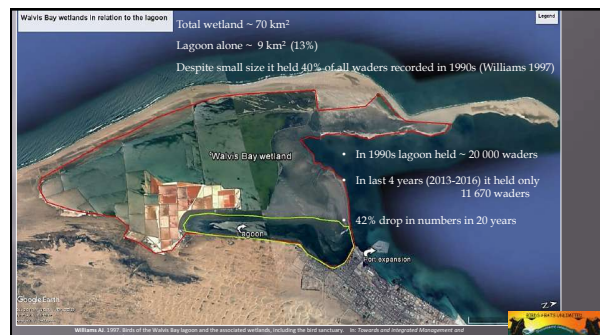 Walvis Bay wetlands in relation to the lagoon
Legend
Total wetland ~ 70 km²
Lagoon alone ~ 9 km² (13%)
Despite small size it held 40% of all waders recorded in 1990s (Williams 1997)
Walvis Bay wetland
• In 1990s lagoon held ~ 20 000 waders
• In last 4 years (2013-2016) it held only
11 670 waders
• 42% drop in numbers in 20 years
Lagoon
Port expansion
Google Earth
Williams AJ. 1997. Birds of the Walvis Bay lagoon and the associated wetlands, including the bird sanctuary. In: Towards and Integrated Management and